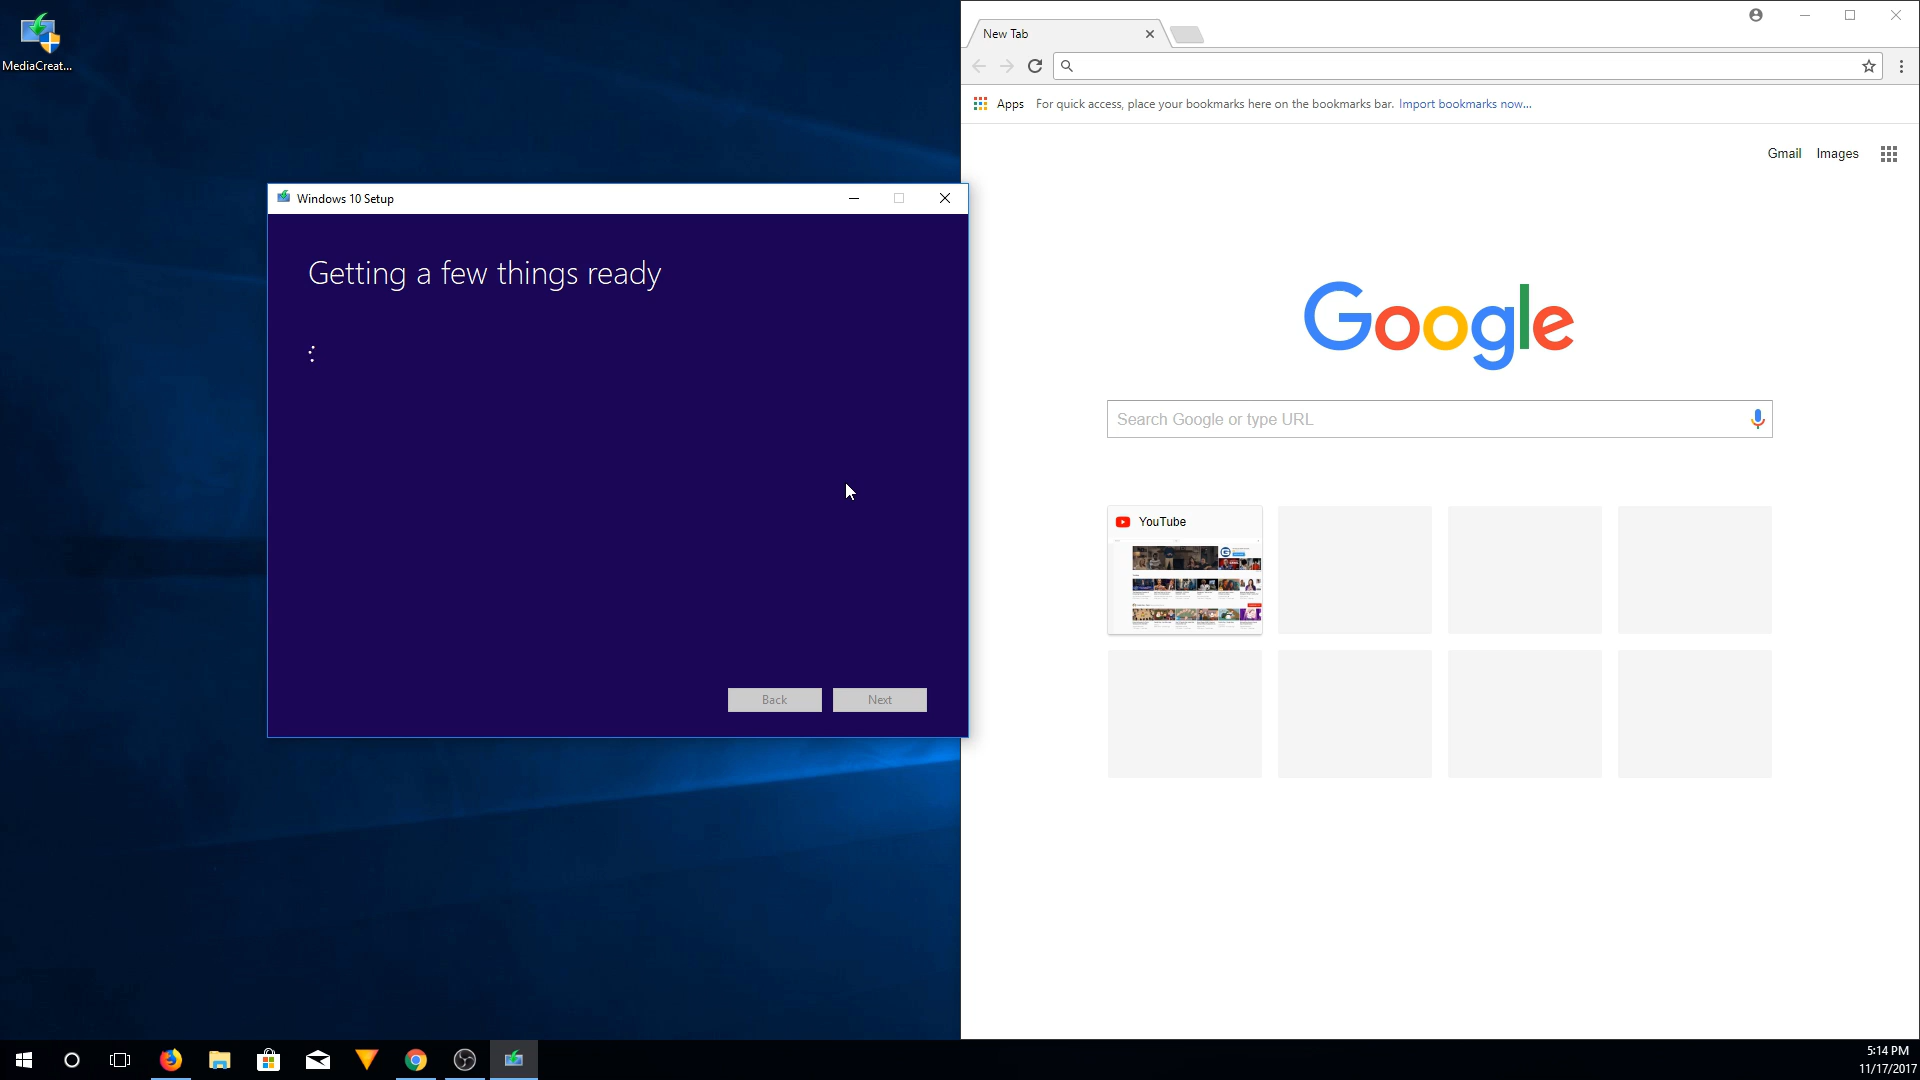 MediaCreat...
New Tab
Apps For quick access, place your bookmarks here on the bookmarks bar. Import bookmarks now...
Gmail Images
Windows 10 Setup
Getting a few things ready
Google
Search Google or type URL
YouTube
Back Next
5:14 PM
11/17/2017